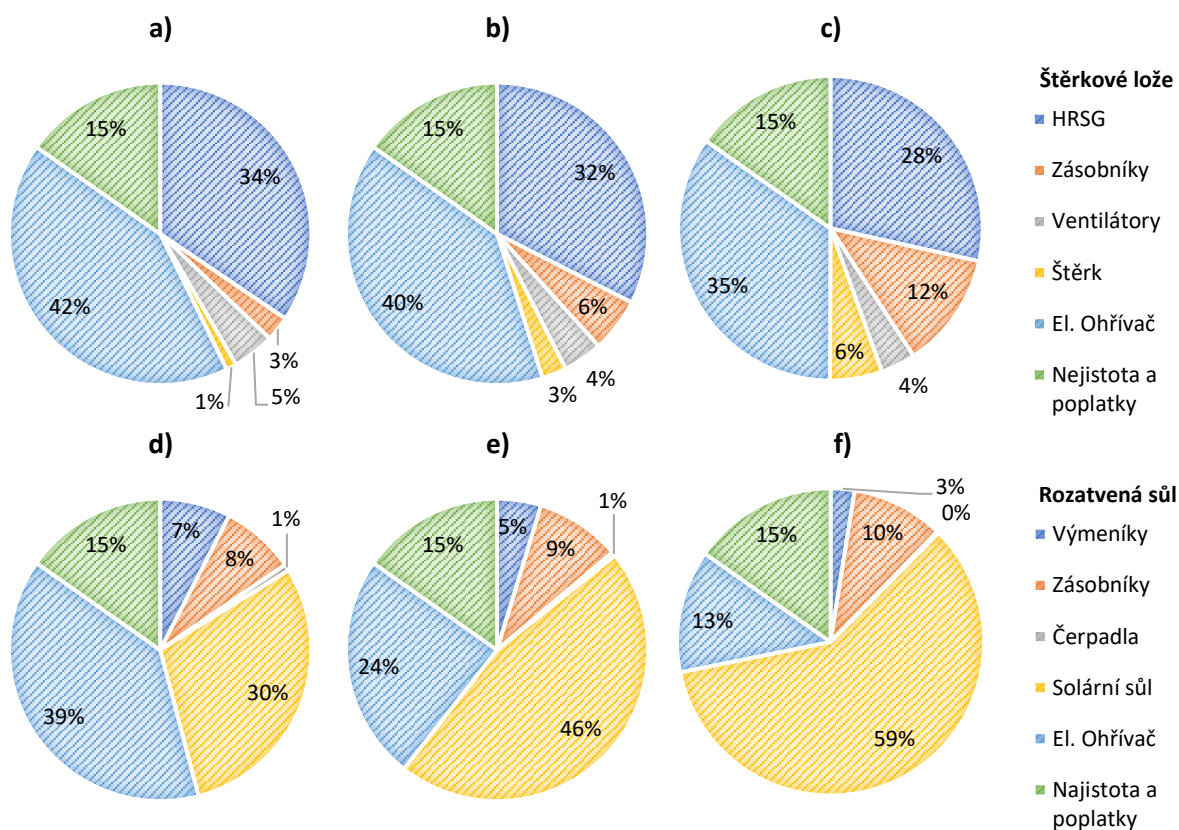 a)
b)
c)
15%
34%
42%
3%
5%
1%
15%
32%
40%
6%
4%
3%
15%
28%
35%
12%
6%
4%
Štěrkové lože
HRSG
Zásobníky
Ventilátory
Štěrk
El. Ohřívač
Nejistota a
poplatky
d)
e)
f)
15%
7%
8%
1%
39%
30%
15%
5%
9%
1%
24%
46%
15%
3%
0%
10%
13%
59%
Rozatvená sůl
Výmeníky
Zásobníky
Čerpadla
Solární sůl
El. Ohřívač
Najistota a
poplatky